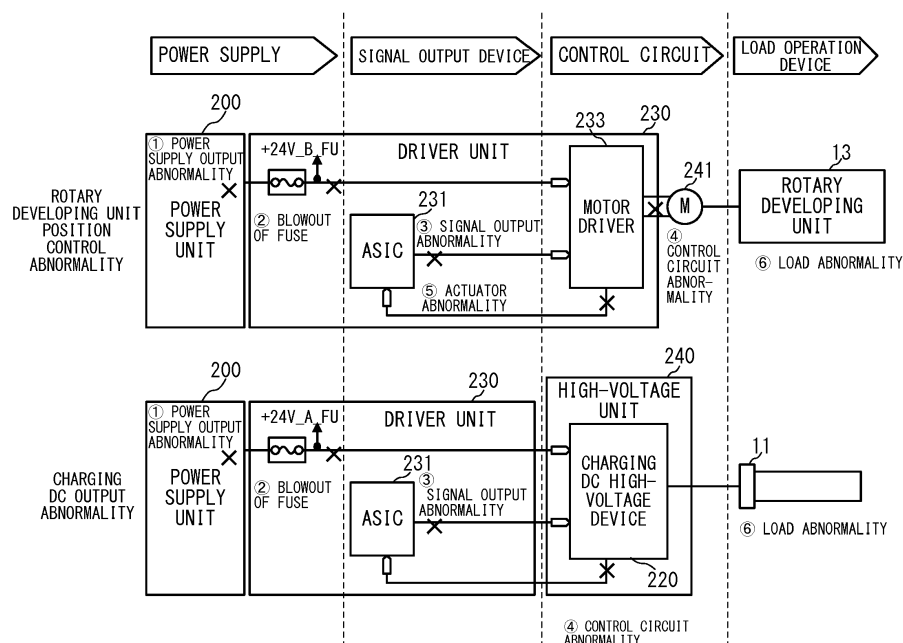 POWER SUPPLY
SIGNAL OUTPUT DEVICE
CONTROL CIRCUIT
LOAD OPERATION
DEVICE
ROTARY
DEVELOPING UNIT
POSITION
CONTROL
ABNORMALITY
200
① POWER
SUPPLY OUTPUT
ABNORMALITY
POWER
SUPPLY
UNIT
230
+24V_B_FU
DRIVER UNIT
② BLOWOUT
OF FUSE
231
ASIC
③ SIGNAL OUTPUT
ABNORMALITY
⑤ ACTUATOR
ABNORMALITY
233
MOTOR
DRIVER
241
M
④
CONTROL
CIRCUIT
ABNOR-
MALITY
13
ROTARY
DEVELOPING
UNIT
⑥ LOAD ABNORMALITY
CHARGING
DC OUTPUT
ABNORMALITY
200
① POWER
SUPPLY OUTPUT
ABNORMALITY
POWER
SUPPLY
UNIT
230
+24V_A_FU
DRIVER UNIT
② BLOWOUT
OF FUSE
231
ASIC
③
SIGNAL OUTPUT
ABNORMALITY
240
HIGH-VOLTAGE
UNIT
CHARGING
DC HIGH-
VOLTAGE
DEVICE
220
11
⑥ LOAD ABNORMALITY
④ CONTROL CIRCUIT
ABNORMALITY